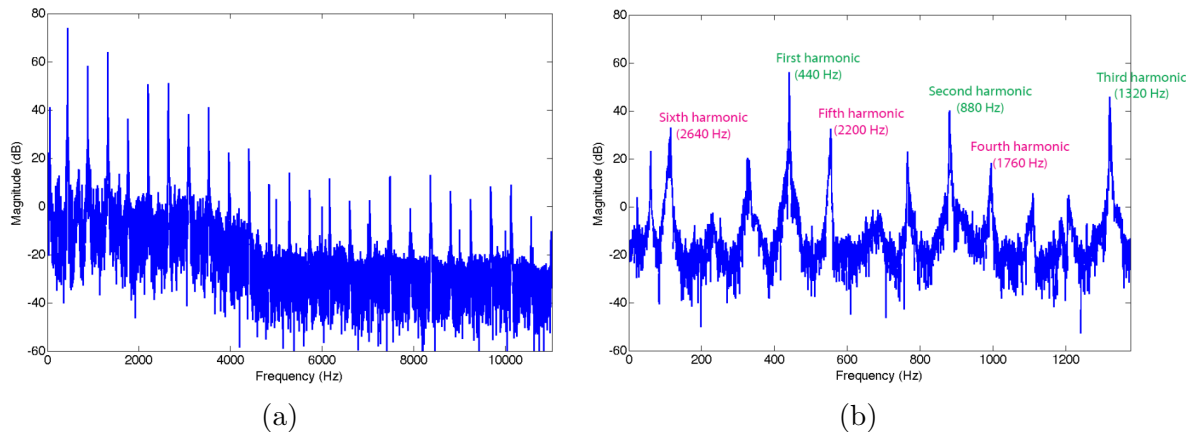 80
60
40
20
0
-20
-40
-60
Magnitude (dB)
0 2000 4000 6000 8000 10000
Frequency (Hz)
(a)
80
60
40
20
0
-20
-40
-60
Magnitude (dB)
First harmonic
(440 Hz)
Third harmonic
(1320 Hz)
Second harmonic
(880 Hz)
Sixth harmonic
(2640 Hz)
Fifth harmonic
(2200 Hz)
Fourth harmonic
(1760 Hz)
0 200 400 600 800 1000 1200
Frequency (Hz)
(b)